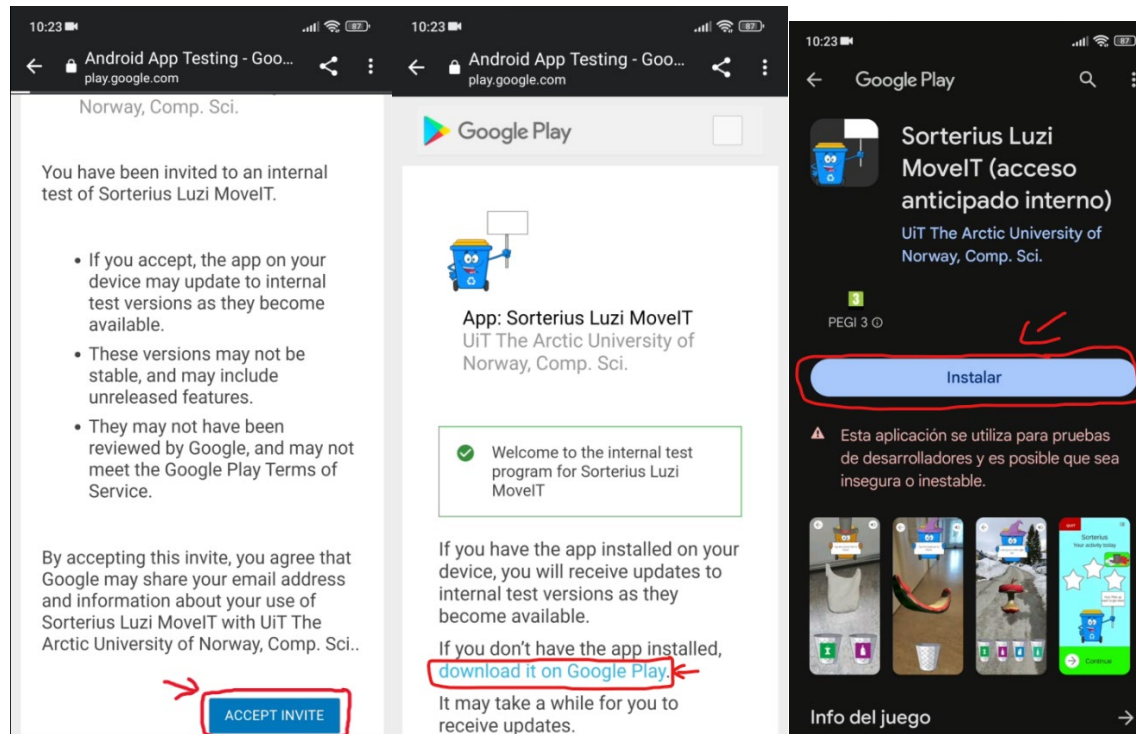 10:23
87
Android App Testing - Goo...
play.google.com
Norway, Comp. Sci.
You have been invited to an internal
test of Sorterius Luzi MoveIT.
• If you accept, the app on your
device may update to internal
test versions as they become
available.
• These versions may not be
stable, and may include
unreleased features.
• They may not have been
reviewed by Google, and may not
meet the Google Play Terms of
Service.
By accepting this invite, you agree that
Google may share your email address
and information about your use of
Sorterius Luzi MoveIT with UiT The
Arctic University of Norway, Comp. Sci..
ACCEPT INVITE
10:23
87
Android App Testing - Goo...
play.google.com
Google Play
App: Sorterius Luzi MoveIT
UiT The Arctic University of
Norway, Comp. Sci.
Welcome to the internal test
program for Sorterius Luzi
MoveIT
If you have the app installed on your
device, you will receive updates to
internal test versions as they
become available.
If you don't have the app installed,
download it on Google Play.
It may take a while for you to
receive updates.
10:23
87
Google Play
Sorterius Luzi
MoveIT (acceso
anticipado interno)
UiT The Arctic University of
Norway, Comp. Sci.
3
PEGI 3
Instalar
Esta aplicación se utiliza para pruebas
de desarrolladores y es posible que sea
insegura o inestable.
Sorterius
Your activity today
Continue
Info del juego